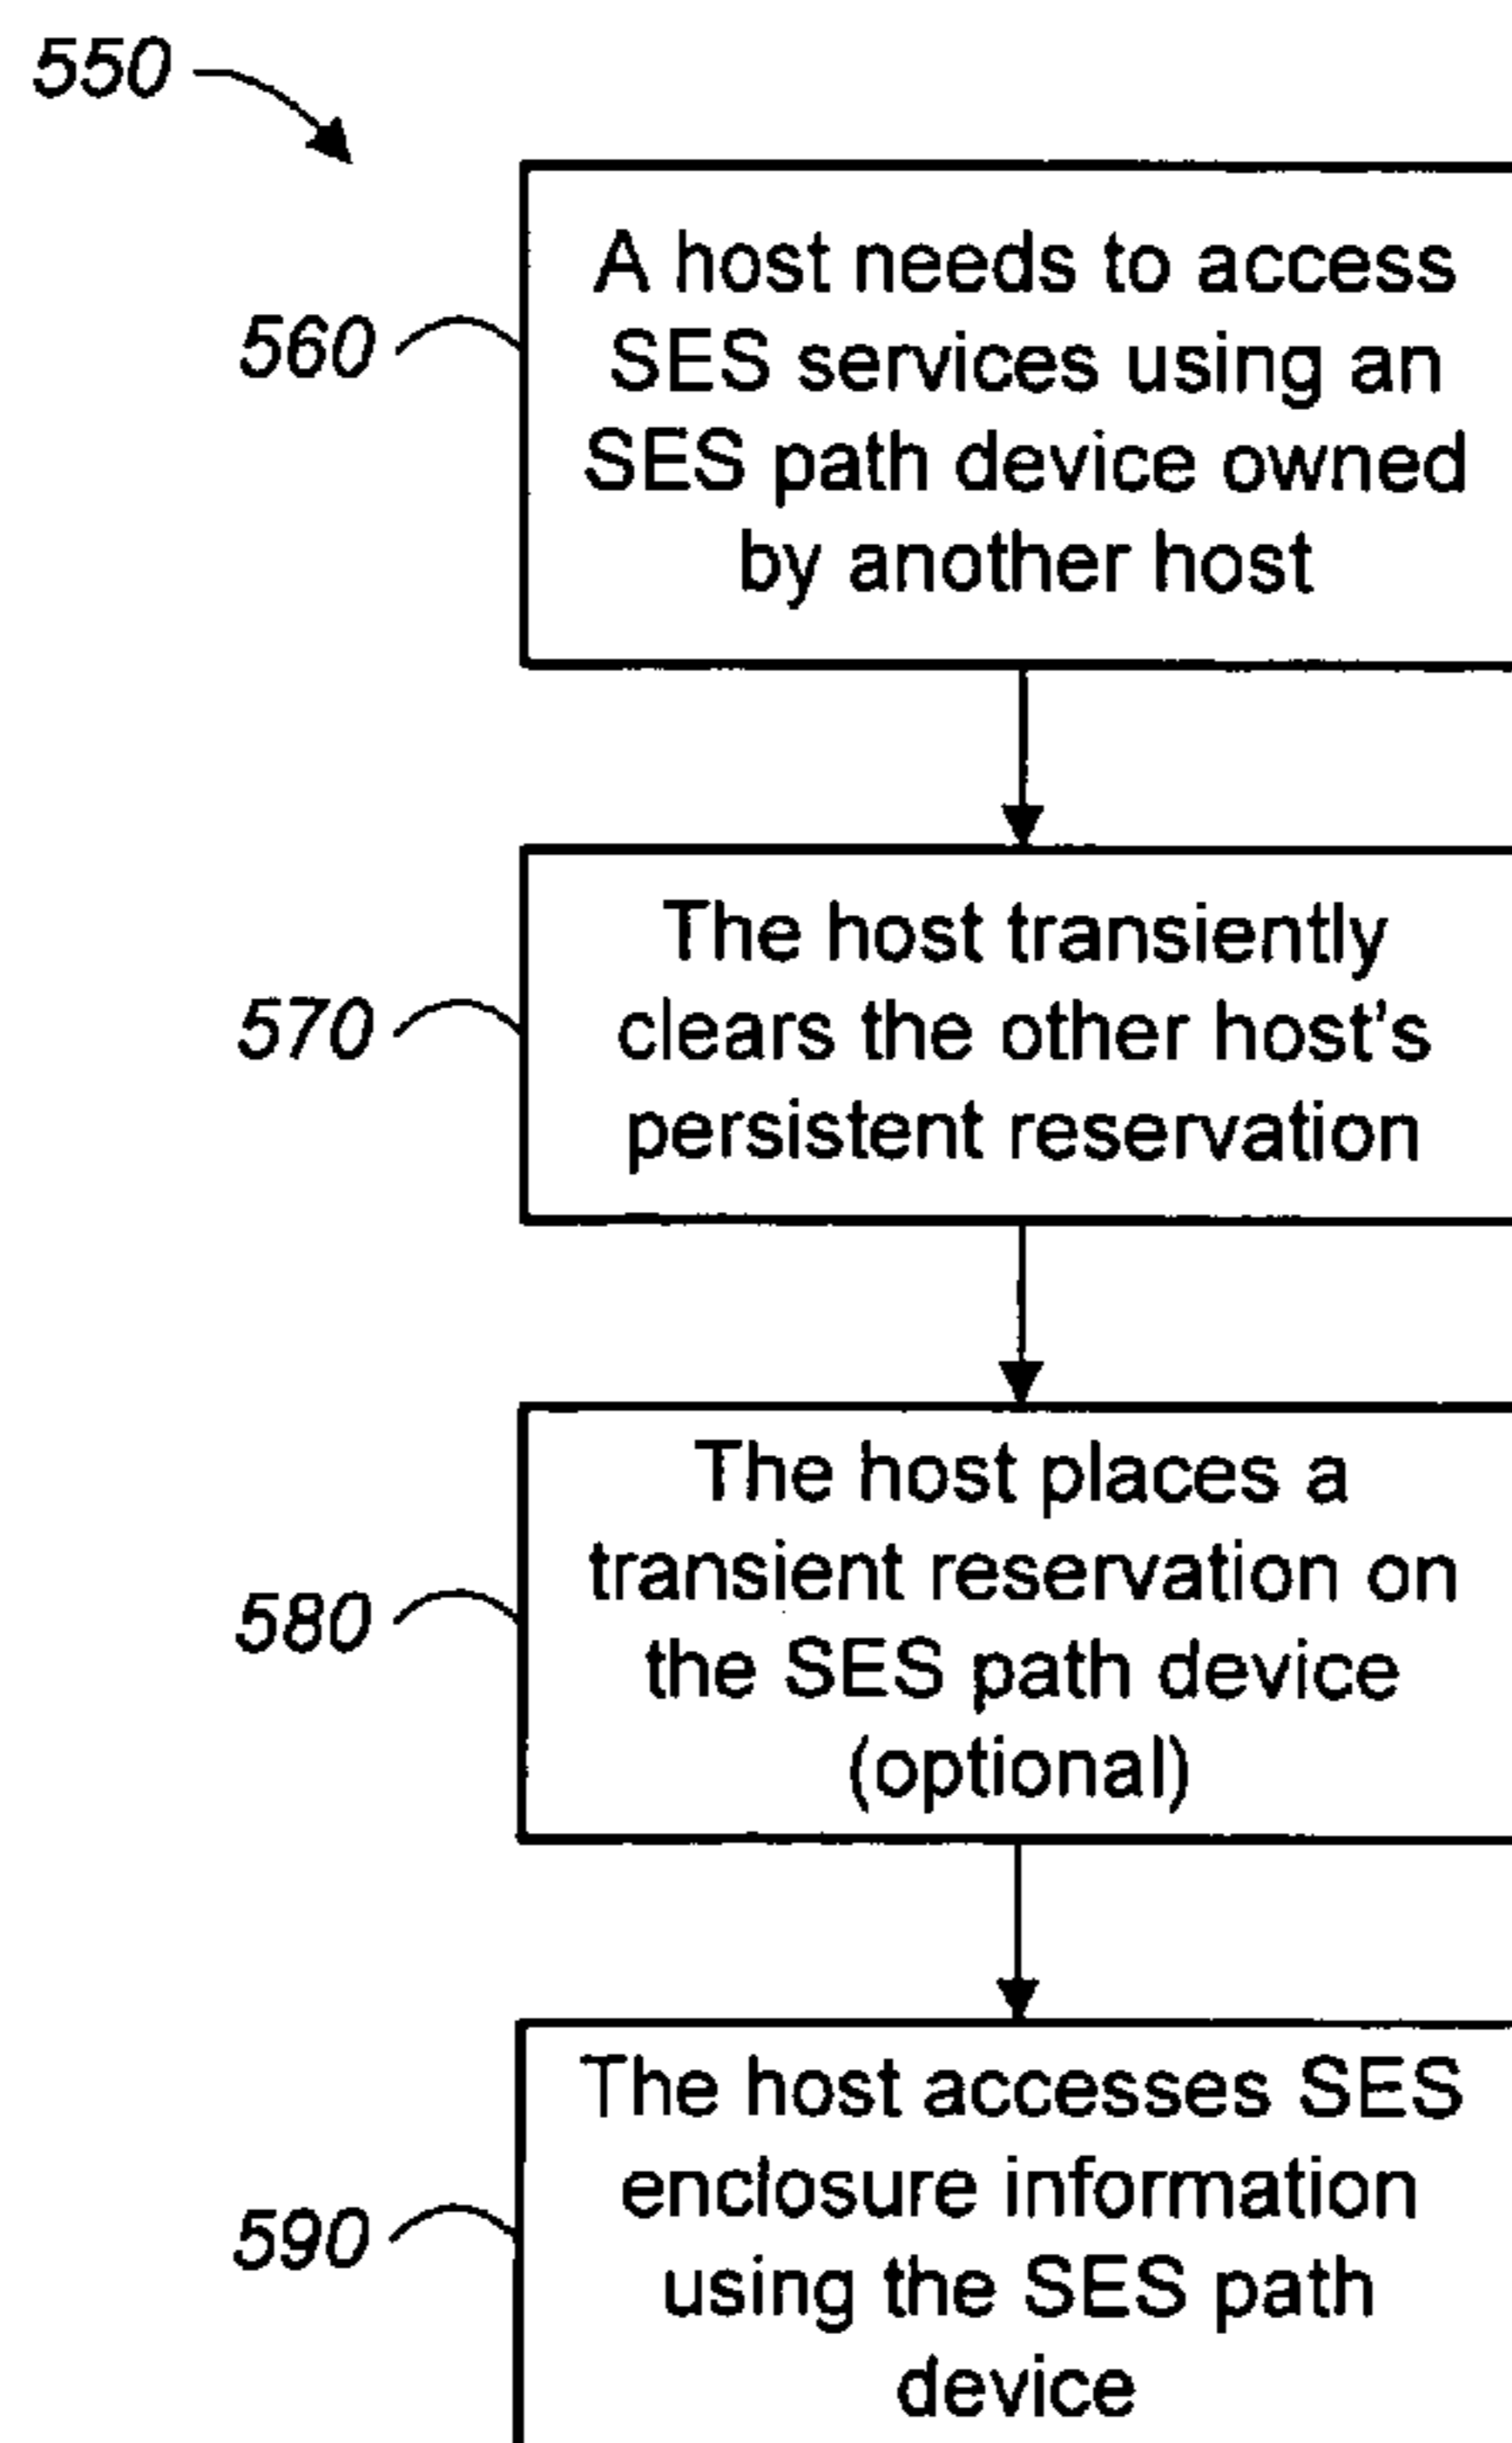 550
A host needs to access
SES services using an
SES path device owned
by another host
560
The host transiently
clears the other host's
persistent reservation
570
The host places a
transient reservation on
the SES path device
(optional)
580
The host accesses SES
enclosure information
using the SES path
device
590